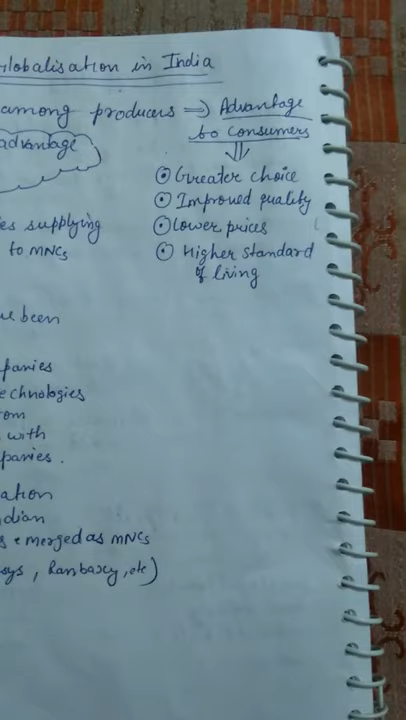 Globalisation in India
among producers ⇒ Advantage
to consumers
advantage
⊙ Greater choice
⊙ Improved quality
⊙ Lower prices
⊙ Higher standard
of living
es supplying
to MNCs
ve been
panies
echnologies
om
with
panies.
ation
dian
s emerged as MNCs
sys, Ranbaxy, etc)